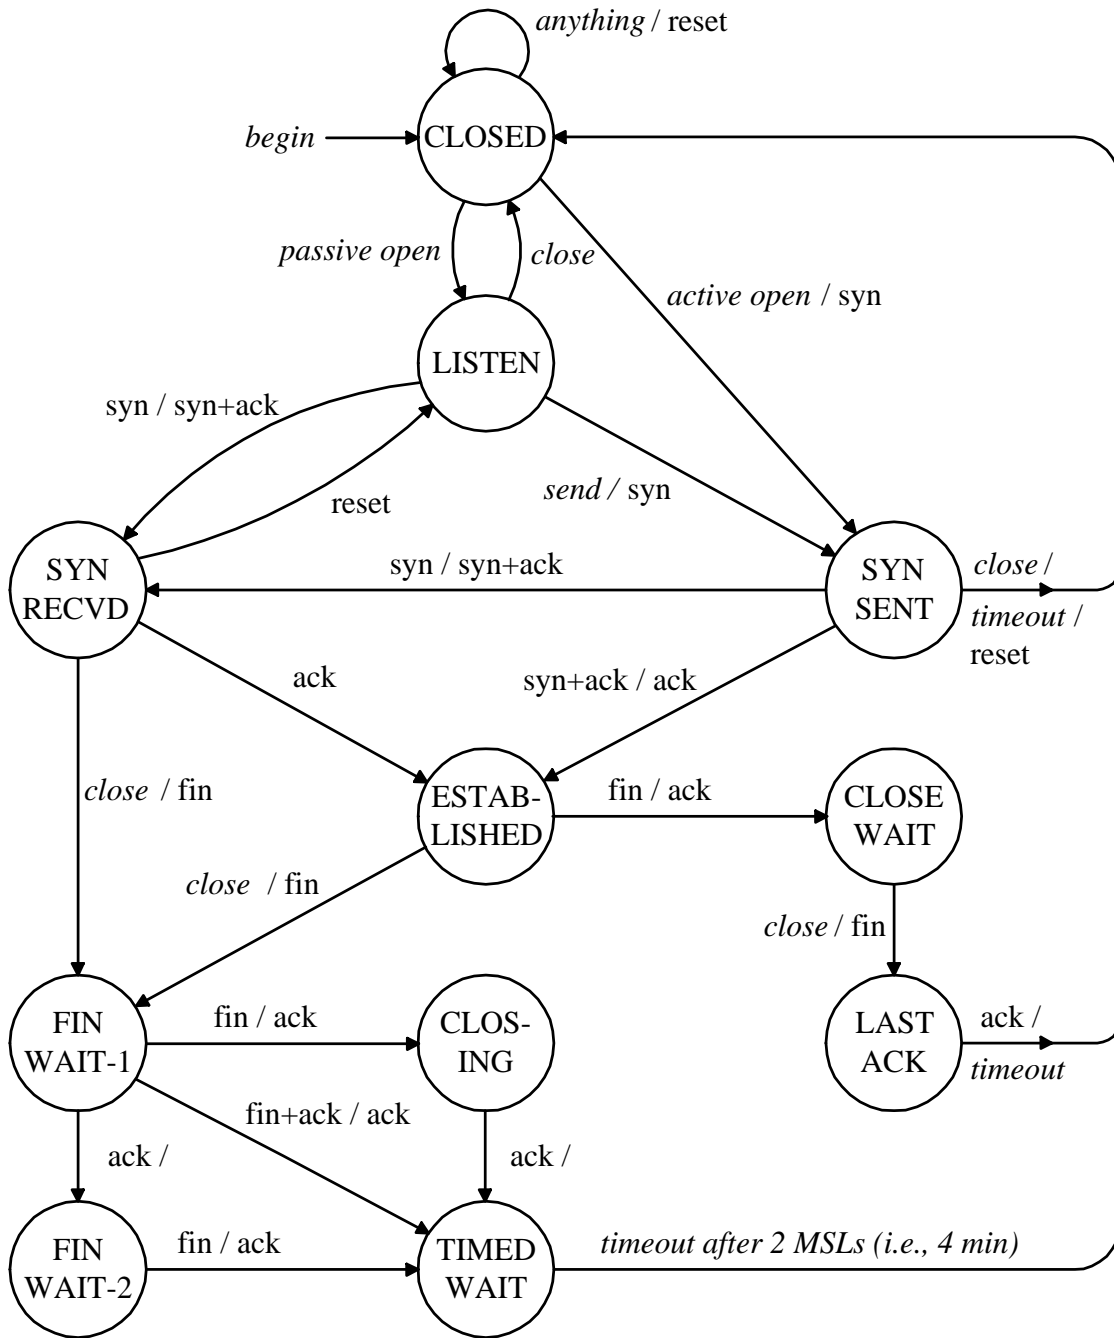 anything / reset
begin
CLOSED
passive open
close
active open / syn
LISTEN
syn / syn+ack
send / syn
reset
SYN
RECVD
syn / syn+ack
SYN
SENT
close /
timeout /
reset
ack
syn+ack / ack
close / fin
ESTAB-
LISHED
fin / ack
CLOSE
WAIT
close / fin
close / fin
FIN
WAIT-1
fin / ack
CLOS-
ING
LAST
ACK
ack /
timeout
fin+ack / ack
ack /
ack /
FIN
WAIT-2
fin / ack
TIMED
WAIT
timeout after 2 MSLs (i.e., 4 min)